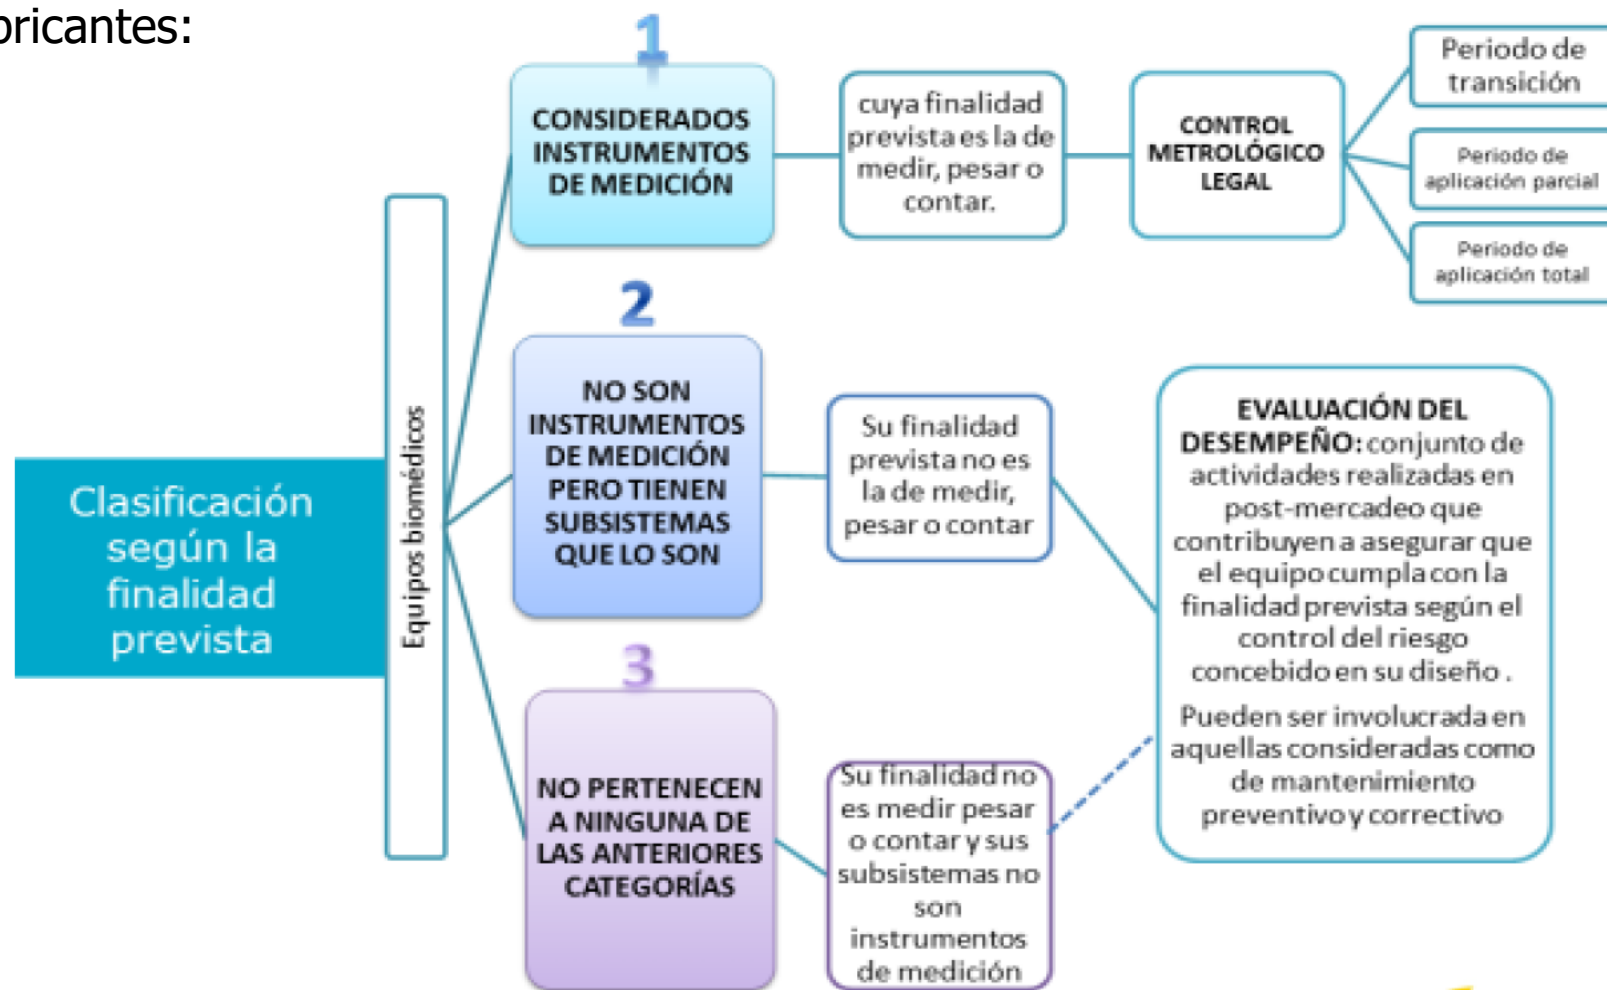 bricantes:
1
CONSIDERADOS
INSTRUMENTOS
DE MEDICIÓN
cuya finalidad
prevista es la de
medir, pesar o
contar.
CONTROL
METROLÓGICO
LEGAL
Periodo de
transición
Periodo de
aplicación parcial
Periodo de
aplicación total
Clasificación
según la
finalidad
prevista
Equipos biomédicos
2
NO SON
INSTRUMENTOS
DE MEDICIÓN
PERO TIENEN
SUBSISTEMAS
QUE LO SON
Su finalidad
prevista no es
la de medir,
pesar o contar
EVALUACIÓN DEL
DESEMPEÑO: conjunto de
actividades realizadas en
post-mercadeo que
contribuyen a asegurar que
el equipo cumpla con la
finalidad prevista según el
control del riesgo
concebido en su diseño .
Pueden ser involucrada en
aquellas consideradas como
de mantenimiento
preventivo y correctivo
3
NO PERTENECEN
A NINGUNA DE
LAS ANTERIORES
CATEGORÍAS
Su finalidad no
es medir pesar
o contar y sus
subsistemas no
son
instrumentos
de medición